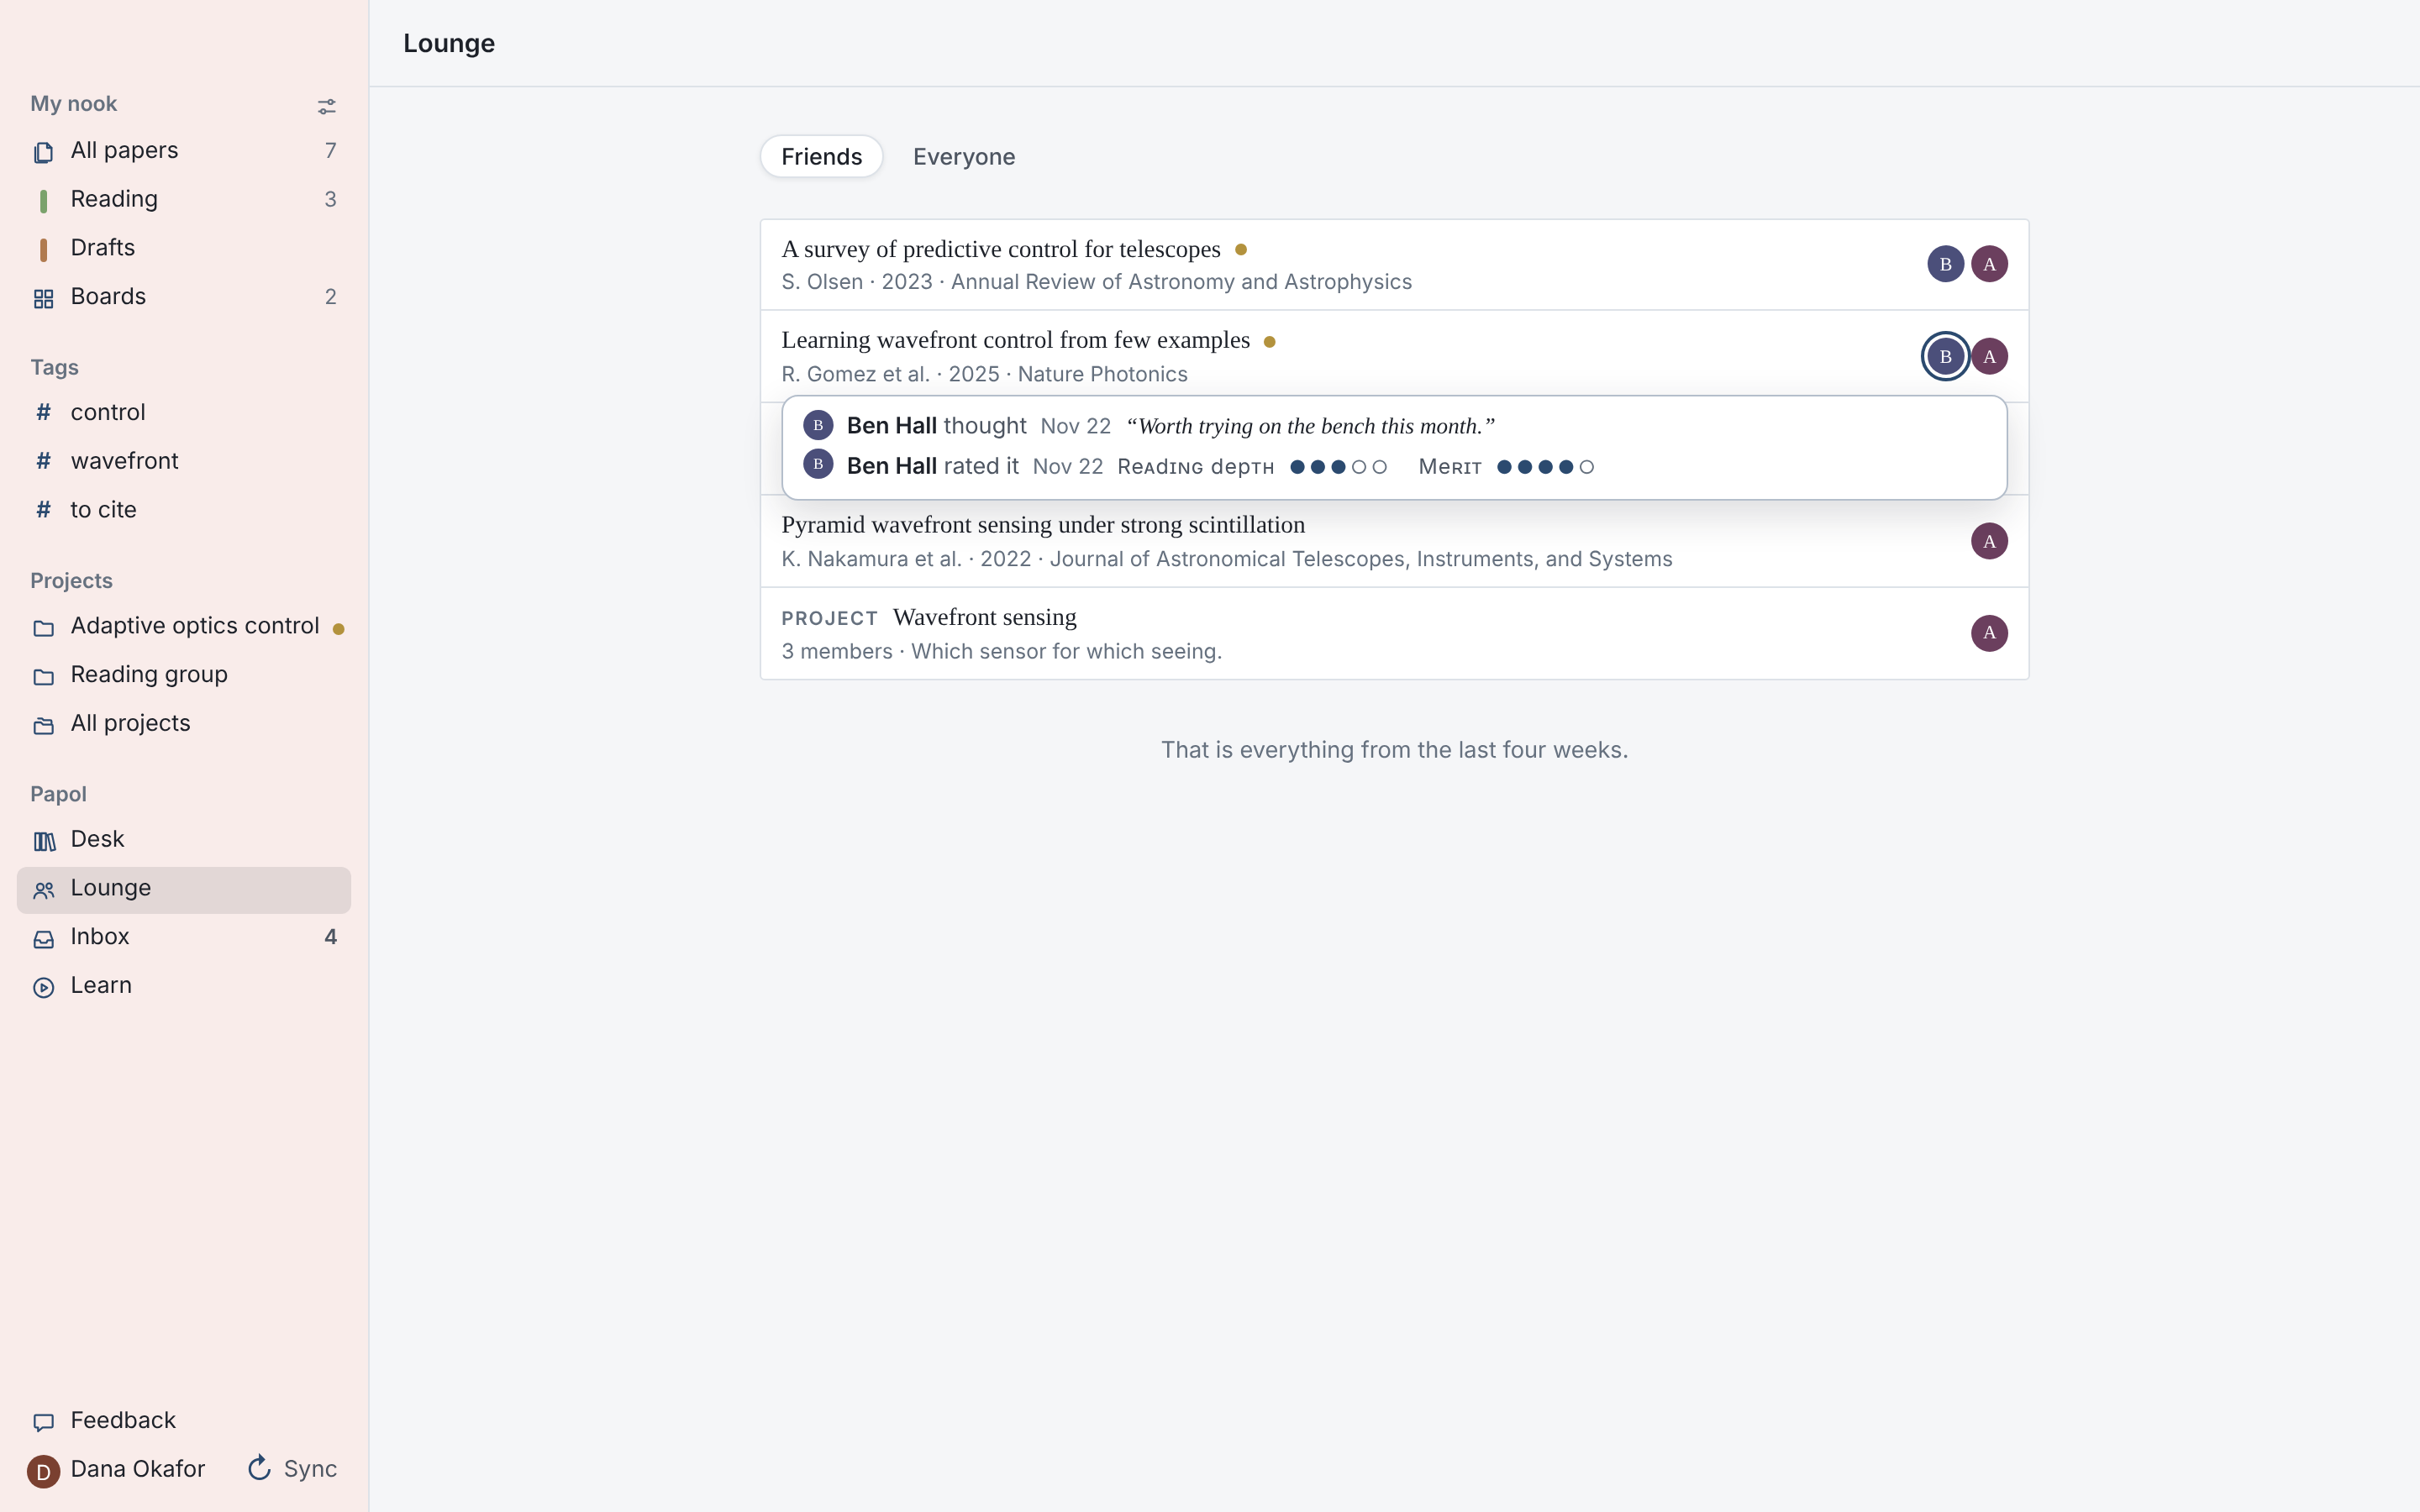 Lounge
My nook
All papers 7
Reading 3
Drafts
Boards 2
Tags
# control
# wavefront
# to cite
Projects
Adaptive optics control
Reading group
All projects
Papol
Desk
Lounge
Inbox 4
Learn
Feedback
D Dana Okafor Sync
Friends Everyone
A survey of predictive control for telescopes
S. Olsen · 2023 · Annual Review of Astronomy and Astrophysics
B A
Learning wavefront control from few examples
R. Gomez et al. · 2025 · Nature Photonics
B A
B Ben Hall thought Nov 22 “Worth trying on the bench this month.”
B Ben Hall rated it Nov 22 Reading depth Merit
Pyramid wavefront sensing under strong scintillation
K. Nakamura et al. · 2022 · Journal of Astronomical Telescopes, Instruments, and Systems
A
PROJECT Wavefront sensing
3 members · Which sensor for which seeing.
A
That is everything from the last four weeks.